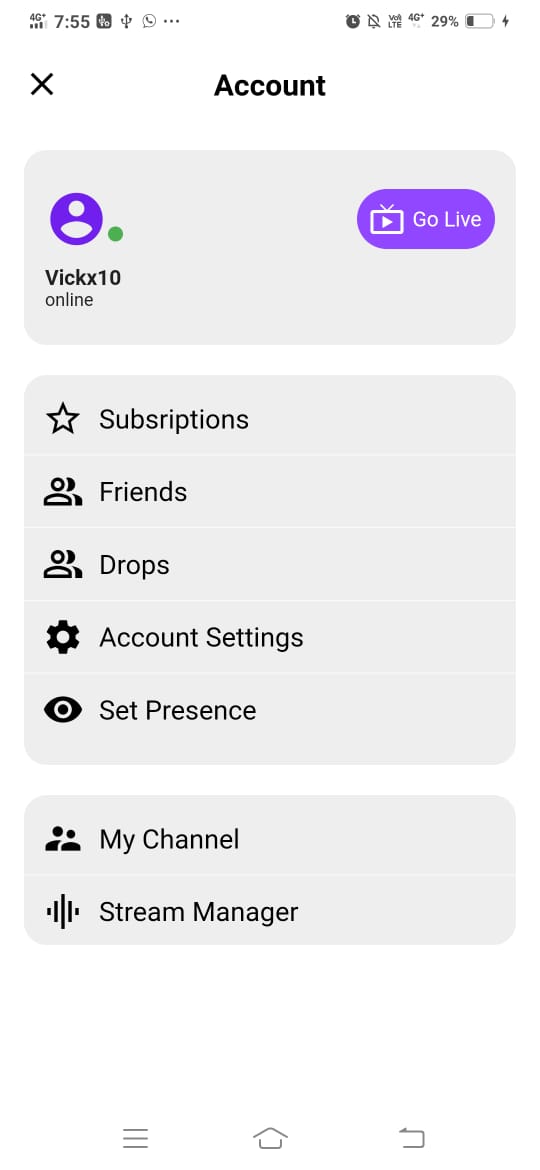 4G+ 7:55 ...
Vo) LTE 4G+ 29%
Account
Go Live
Vickx10
online
Subsriptions
Friends
Drops
Account Settings
Set Presence
My Channel
Stream Manager